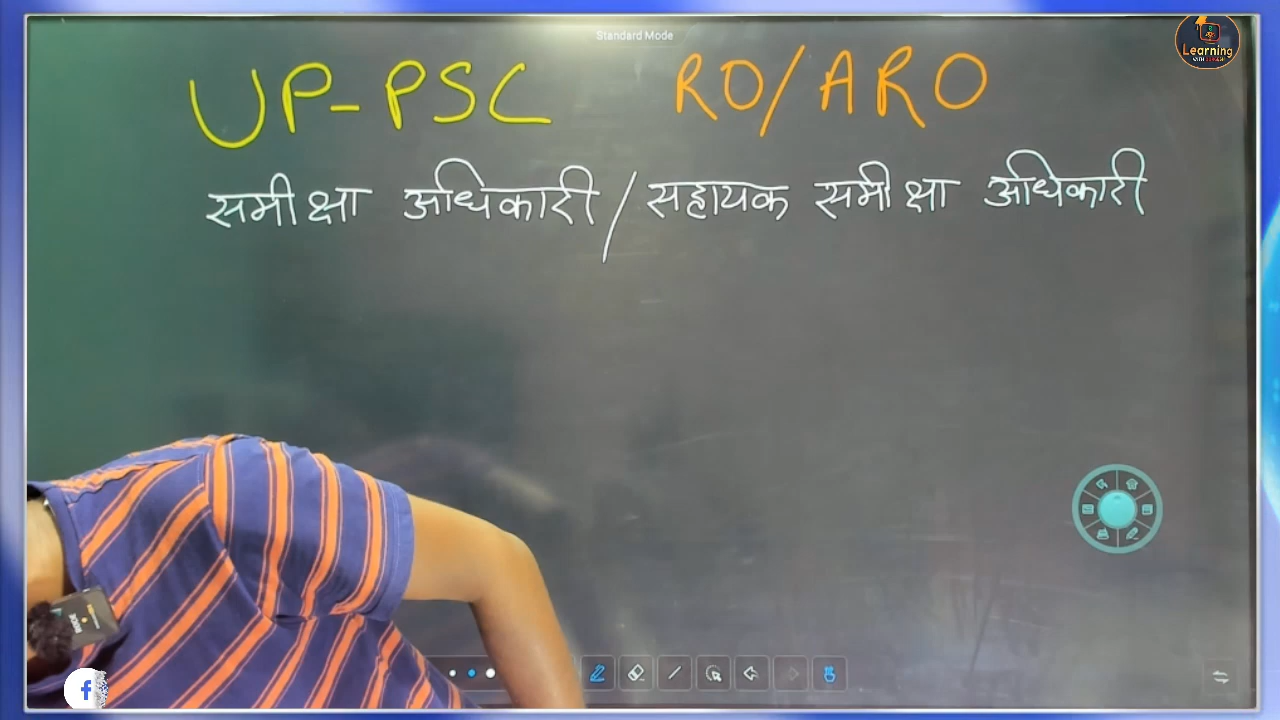 Standard Mode
Learning
UP-PSC RO/ARO
समीक्षा अधिकारी/सहायक समीक्षा अधिकारी
f